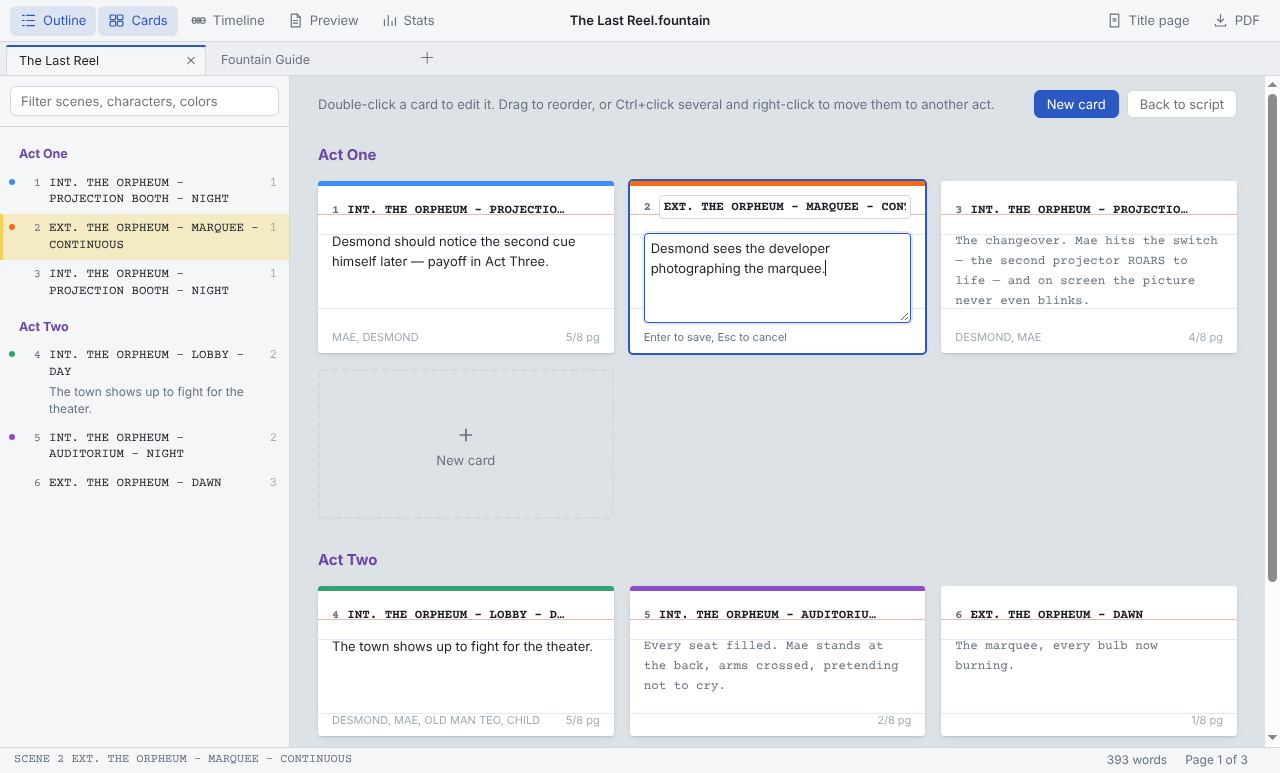 Outline Cards Timeline Preview Stats The Last Reel.fountain Title page PDF
The Last Reel Fountain Guide
Filter scenes, characters, colors
Act One
1 INT. THE ORPHEUM - 1
PROJECTION BOOTH - NIGHT
2 EXT. THE ORPHEUM - MARQUEE - 1
CONTINUOUS
3 INT. THE ORPHEUM - 1
PROJECTION BOOTH - NIGHT
Act Two
4 INT. THE ORPHEUM - LOBBY - 2
DAY
The town shows up to fight for the
theater.
5 INT. THE ORPHEUM - 2
AUDITORIUM - NIGHT
6 EXT. THE ORPHEUM - DAWN 3
Double-click a card to edit it. Drag to reorder, or Ctrl+click several and right-click to move them to another act.
New card Back to script
Act One
1 INT. THE ORPHEUM - PROJECTIO…
Desmond should notice the second cue
himself later — payoff in Act Three.
MAE, DESMOND 5/8 pg
2 EXT. THE ORPHEUM - MARQUEE - CON
Desmond sees the developer
photographing the marquee.
Enter to save, Esc to cancel
3 INT. THE ORPHEUM - PROJECTIO…
The changeover. Mae hits the switch
— the second projector ROARS to
life — and on screen the picture
never even blinks.
DESMOND, MAE 4/8 pg
New card
Act Two
4 INT. THE ORPHEUM - LOBBY - D…
The town shows up to fight for the theater.
DESMOND, MAE, OLD MAN TEO, CHILD 5/8 pg
5 INT. THE ORPHEUM - AUDITORIU…
Every seat filled. Mae stands at
the back, arms crossed, pretending
not to cry.
2/8 pg
6 EXT. THE ORPHEUM - DAWN
The marquee, every bulb now
burning.
1/8 pg
SCENE 2 EXT. THE ORPHEUM - MARQUEE - CONTINUOUS 393 words Page 1 of 3